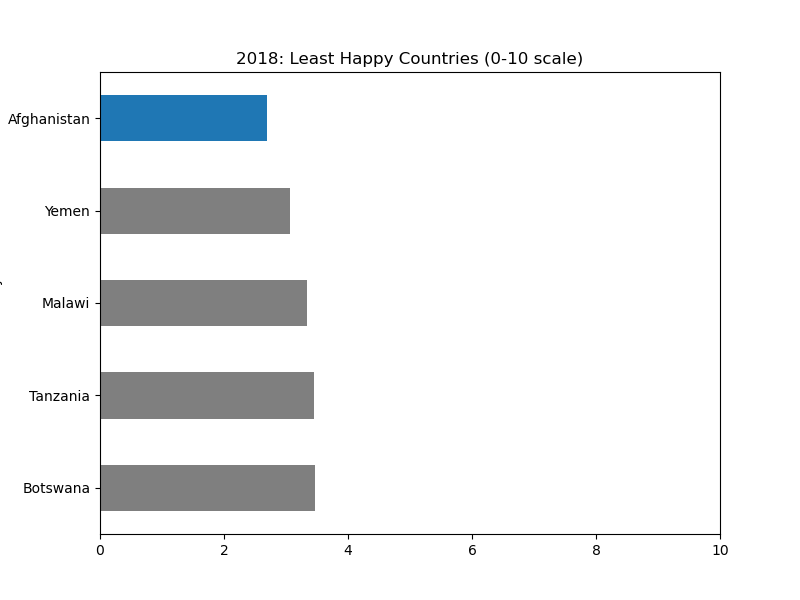 2018: Least Happy Countries (0-10 scale)
Afghanistan
Yemen
Malawi
Tanzania
Botswana
0 2 4 6 8 10